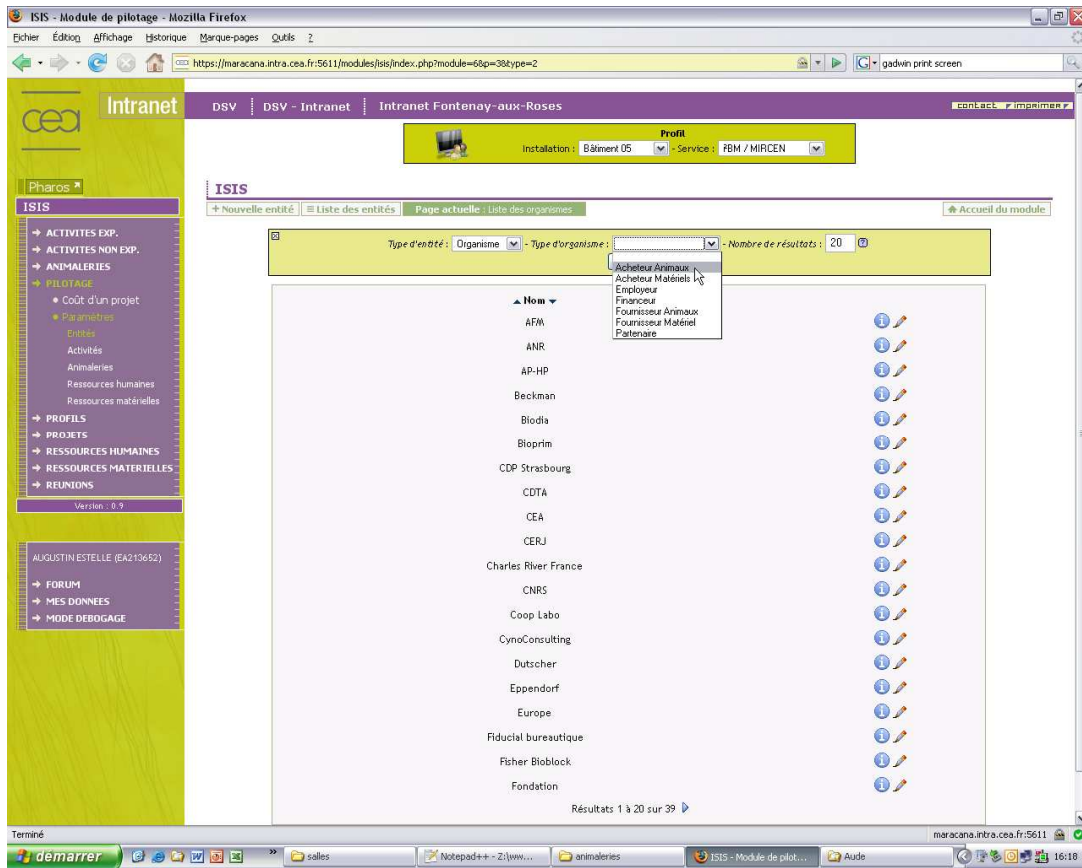 ISIS - Module de pilotage - Mozilla Firefox
Fichier Édition Affichage Historique Marque-pages Outils ?
https://maracana.intra.cea.fr:5611/modules/isis/index.php?module=6&p=38&type=2
gadwin print screen
cea Intranet
DSV DSV - Intranet Intranet Fontenay-aux-Roses
contact imprimer
Profil
Installation : Bâtiment 05 - Service : PBM / MIRCEN
Pharos
ISIS
ISIS
+ Nouvelle entité Liste des entités Page actuelle : Liste des organismes Accueil du module
Type d'entité : Organisme - Type d'organisme : - Nombre de résultats : 20
Acheteur Animaux
Acheteur Matériels
Employeur
Financeur
Fournisseur Animaux
Fournisseur Matériel
Partenaire
ACTIVITES EXP.
ACTIVITES NON EXP.
ANIMALERIES
PILOTAGE
Coût d'un projet
Paramètres
Entités
Activités
Animaleries
Ressources humaines
Ressources matérielles
PROFILS
PROJETS
RESSOURCES HUMAINES
RESSOURCES MATERIELLES
REUNIONS
Version : 0.9
AUGUSTIN ESTELLE (EA213652)
FORUM
MES DONNEES
MODE DEBOGAGE
Nom
AFM
ANR
AP-HP
Beckman
Biodia
Bioprim
CDP Strasbourg
CDTA
CEA
CERJ
Charles River France
CNRS
Coop Labo
CynoConsulting
Dutscher
Eppendorf
Europe
Fiducial bureautique
Fisher Bioblock
Fondation
Résultats 1 à 20 sur 39
Terminé
maracana.intra.cea.fr:5611
démarrer
salles
Notepad++ - Z:\ww...
animaleries
ISIS - Module de pilot...
Aude
16:18